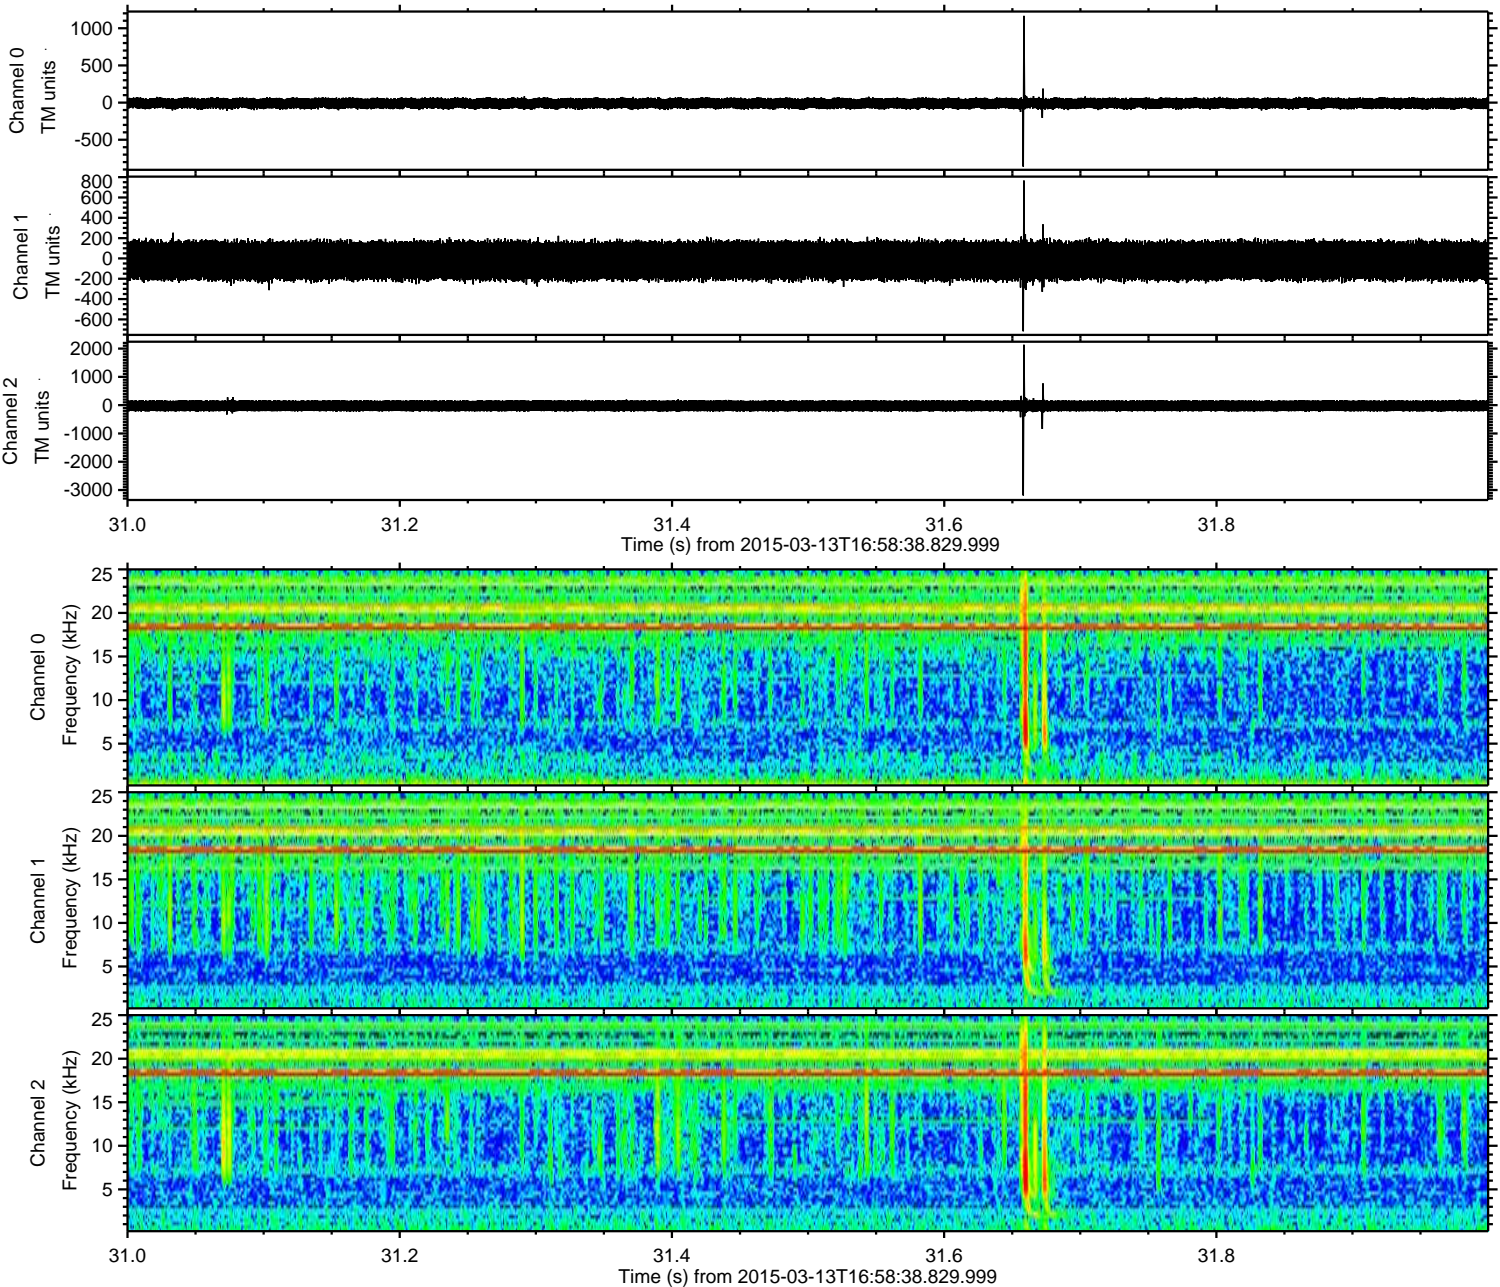 Channel 0
TM units
1000
500
0
-500
Channel 1
TM units
800
600
400
200
0
-200
-400
-600
Channel 2
TM units
2000
1000
0
-1000
-2000
-3000
31.0 31.2 31.4 31.6 31.8
Time (s) from 2015-03-13T16:58:38.829.999
Channel 0
Frequency (kHz)
25
20
15
10
5
Channel 1
Frequency (kHz)
25
20
15
10
5
Channel 2
Frequency (kHz)
25
20
15
10
5
31.0 31.2 31.4 31.6 31.8
Time (s) from 2015-03-13T16:58:38.829.999